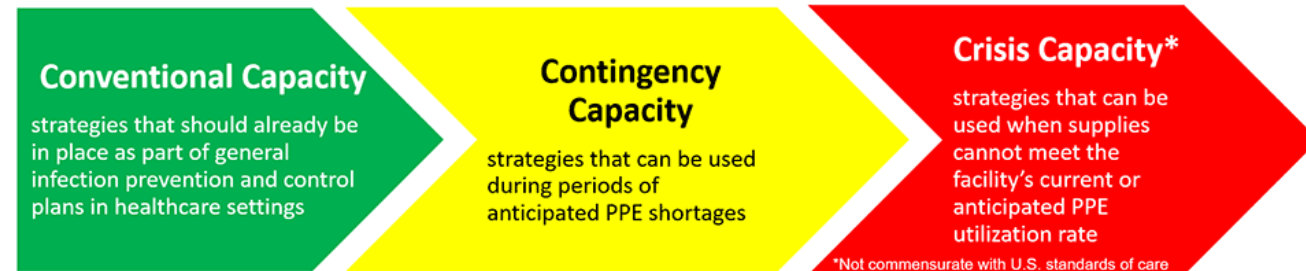 Conventional Capacity
strategies that should already be
in place as part of general
infection prevention and control
plans in healthcare settings
Contingency
Capacity
strategies that can be used
during periods of
anticipated PPE shortages
Crisis Capacity*
strategies that can be
used when supplies
cannot meet the
facility’s current or
anticipated PPE
utilization rate
*Not commensurate with U.S. standards of care